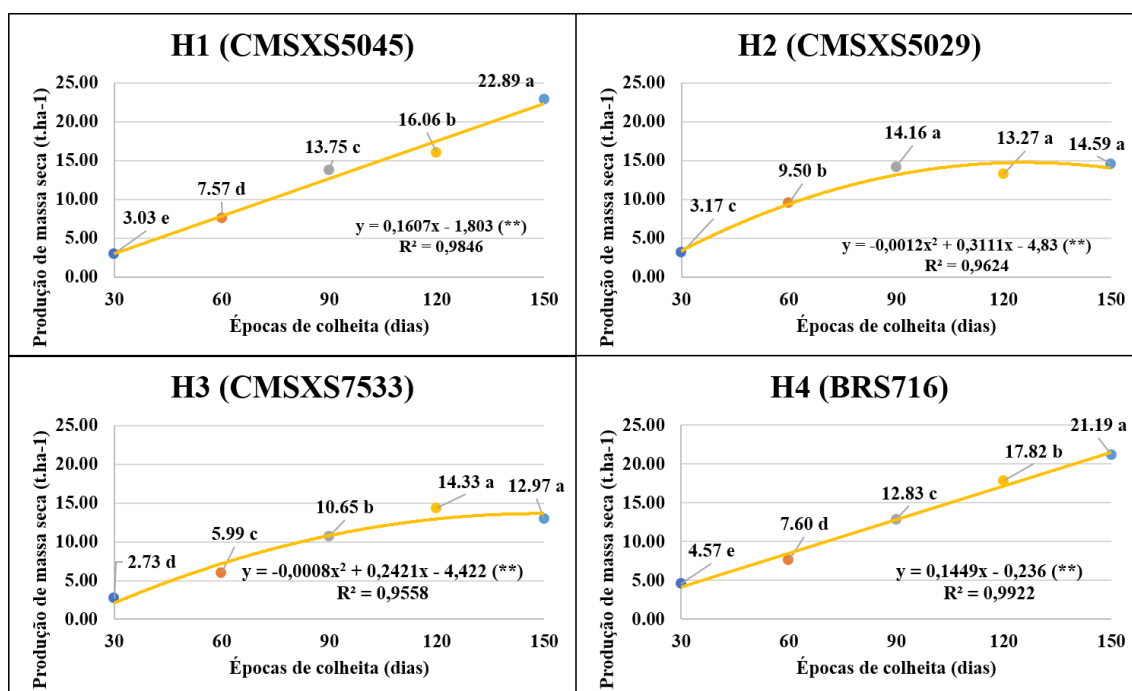 H1 (CMSXS5045)
Produção de massa seca (t.ha-1)
25.00
20.00
15.00
10.00
5.00
0.00
3.03 e
7.57 d
13.75 c
16.06 b
22.89 a
y = 0,1607x - 1,803 (**)
R² = 0,9846
30 60 90 120 150
Épocas de colheita (dias)
H2 (CMSXS5029)
Produção de massa seca (t.ha-1)
25.00
20.00
15.00
10.00
5.00
0.00
3.17 c
9.50 b
14.16 a
13.27 a
14.59 a
y = -0,0012x² + 0,3111x - 4,83 (**)
R² = 0,9624
30 60 90 120 150
Épocas de colheita (dias)
H3 (CMSXS7533)
Produção de massa seca (t.ha-1)
25.00
20.00
15.00
10.00
5.00
0.00
2.73 d
5.99 c
10.65 b
14.33 a
12.97 a
y = -0,0008x² + 0,2421x - 4,422 (**)
R² = 0,9558
30 60 90 120 150
Épocas de colheita (dias)
H4 (BRS716)
Produção de massa seca (t.ha-1)
25.00
20.00
15.00
10.00
5.00
0.00
4.57 e
7.60 d
12.83 c
17.82 b
21.19 a
y = 0,1449x - 0,236 (**)
R² = 0,9922
30 60 90 120 150
Épocas de colheita (dias)